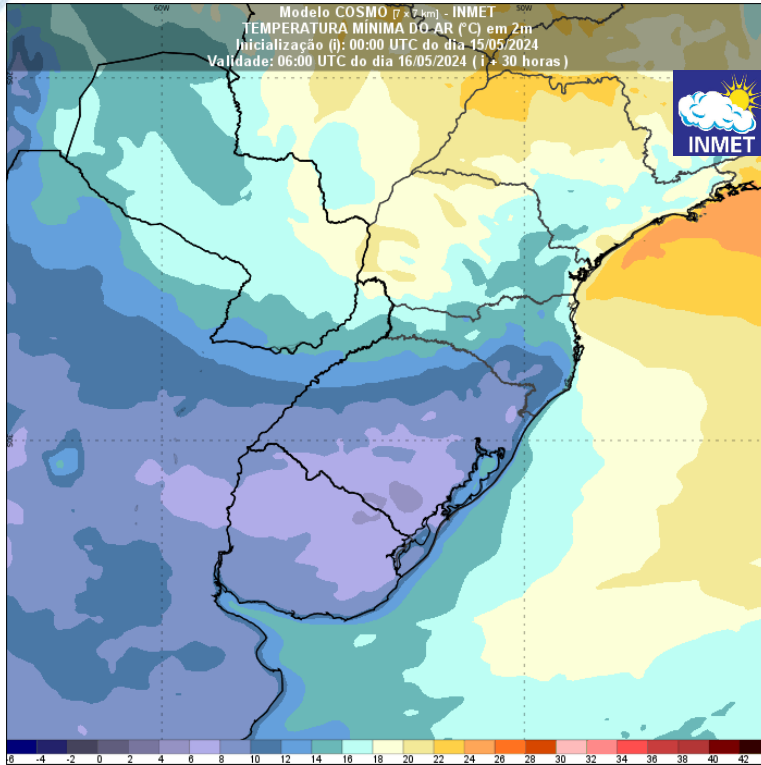 Modelo COSMO [7 x 7 km] - INMET
TEMPERATURA MÍNIMA DO AR (°C) em 2m
Inicialização (i): 00:00 UTC do dia 15/05/2024
Validade: 06:00 UTC do dia 16/05/2024 ( i + 30 horas )
60W 50W
INMET
-6 -4 -2 0 2 4 6 8 10 12 14 16 18 20 22 24 26 28 30 32 34 36 38 40 42